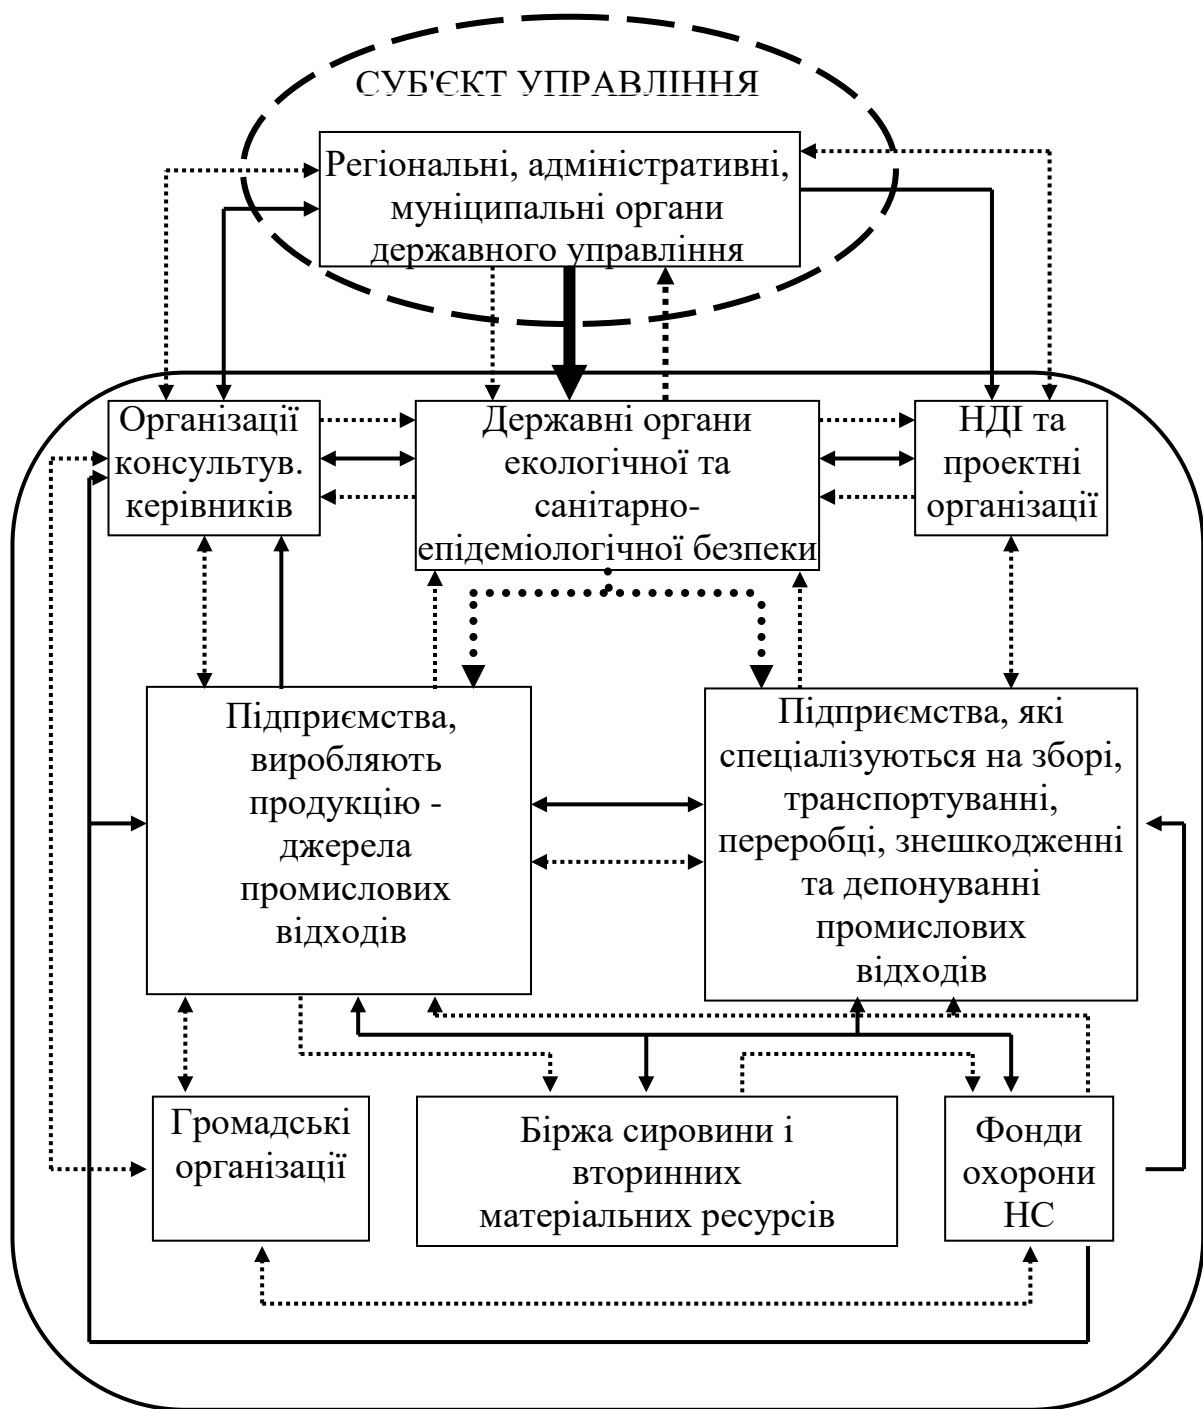 СУБ'ЄКТ УПРАВЛІННЯ
Регіональні, адміністративні,
муніципальні органи
державного управління
Організації
консультув.
керівників
Державні органи
екологічної та
санітарно-
епідеміологічної безпеки
НДІ та
проектні
організації
Підприємства,
виробляють
продукцію -
джерела
промислових
відходів
Підприємства, які
спеціалізуються на зборі,
транспортуванні,
переробці, знешкодженні
та депонуванні
промислових
відходів
Громадські
організації
Біржа сировини і
вторинних
матеріальних ресурсів
Фонди
охорони
НС